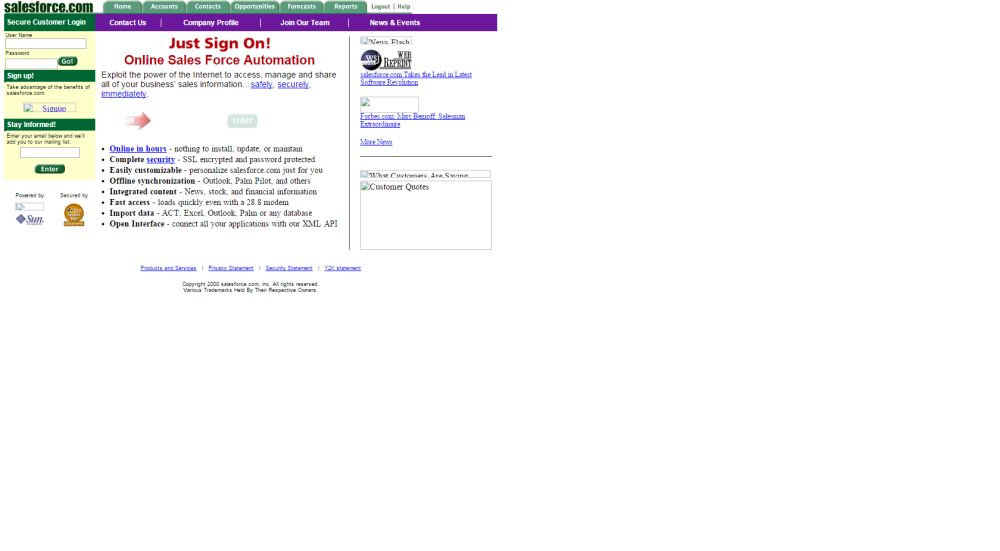 salesforce.com
Home Accounts Contacts Opportunities Forecasts Reports Logout | Help
Secure Customer Login
Contact Us | Company Profile | Join Our Team | News & Events
User Name
Password
Go!
Sign up!
Take advantage of the benefits of
salesforce.com.
Signup
Stay Informed!
Enter your email below and we'll
add you to our mailing list.
Enter
Powered by Secured by
Sun
Just Sign On!
Online Sales Force Automation
Exploit the power of the Internet to access, manage and share
all of your business' sales information…safely, securely,
immediately.
START
• Online in hours - nothing to install, update, or maintain
• Complete security - SSL encrypted and password protected
• Easily customizable - personalize salesforce.com just for you
• Offline synchronization - Outlook, Palm Pilot, and others
• Integrated content - News, stock, and financial information
• Fast access - loads quickly even with a 28.8 modem
• Import data - ACT, Excel, Outlook, Palm or any database
• Open Interface - connect all your applications with our XML API
News Flash
WEB
REPRINT
salesforce.com Takes the Lead in Latest
Software Revolution
Forbes.com: Marc Benioff: Salesman
Extraordinaire
More News
What Customers Are Saying
Customer Quotes
Products and Services | Privacy Statement | Security Statement | Y2K statement
Copyright 2000 salesforce.com, inc. All rights reserved.
Various Trademarks Held By Their Respective Owners.